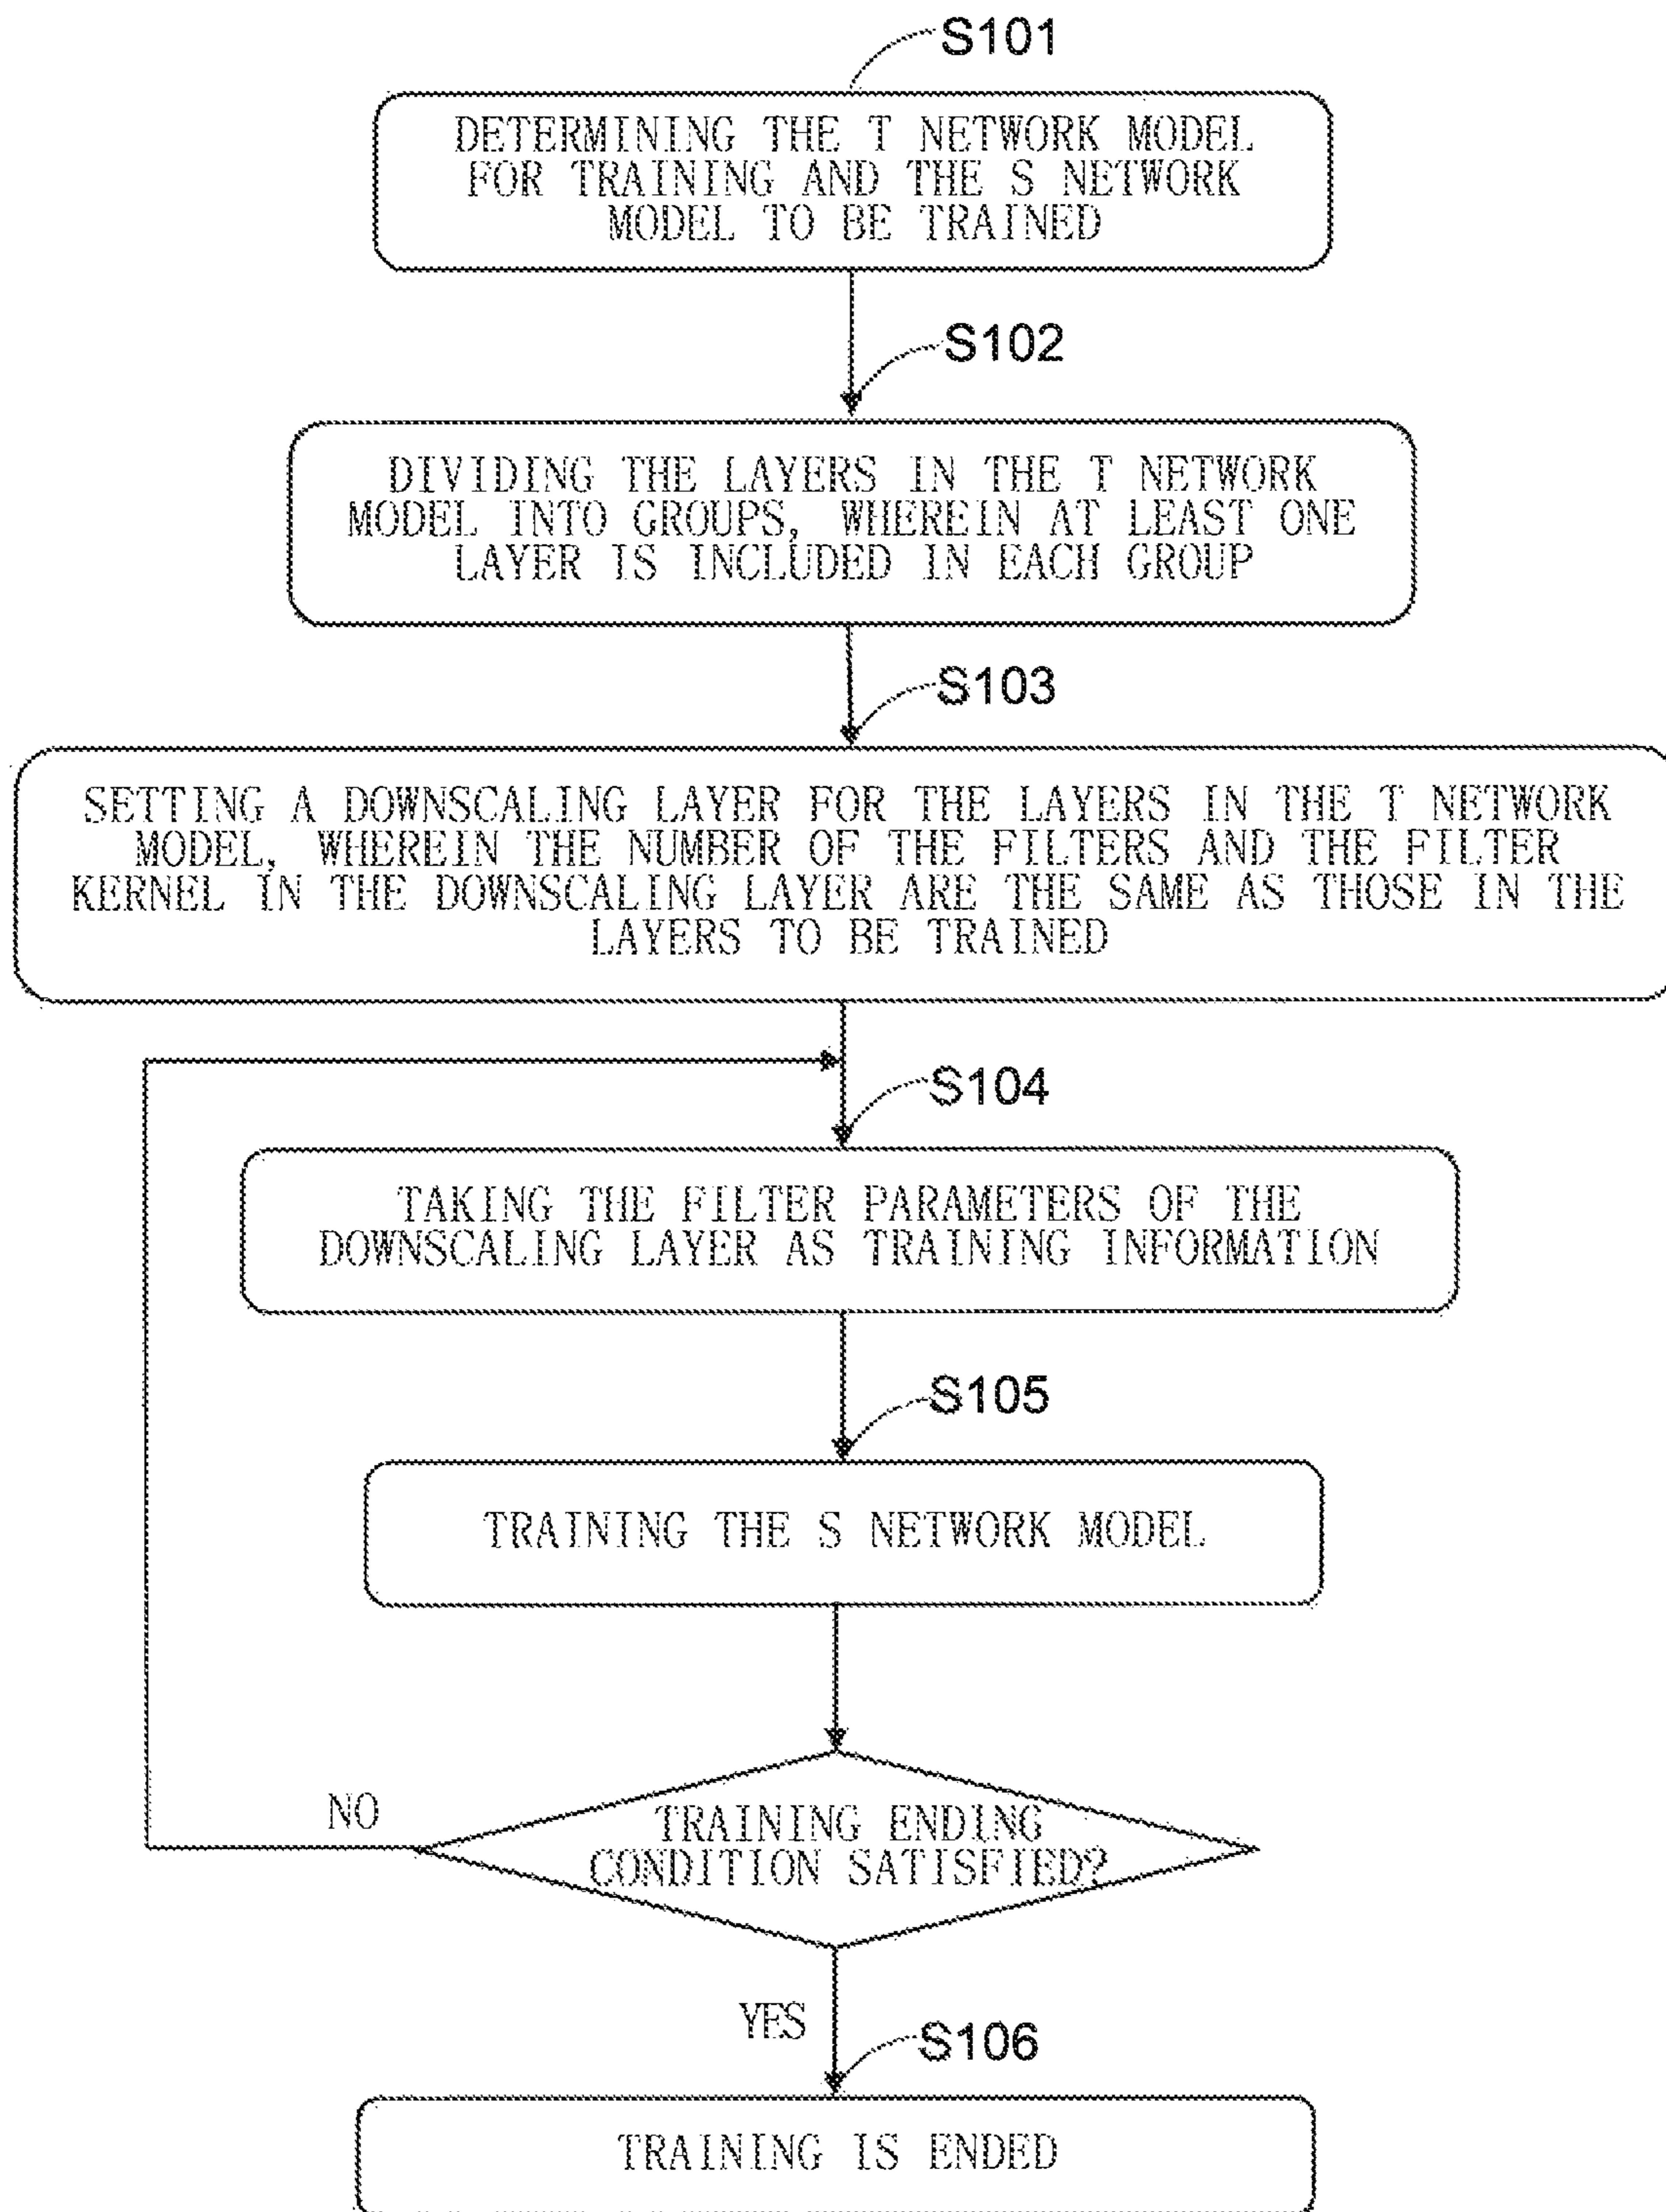 S101
DETERMINING THE T NETWORK MODEL
FOR TRAINING AND THE S NETWORK
MODEL TO BE TRAINED
S102
DIVIDING THE LAYERS IN THE T NETWORK
MODEL INTO GROUPS, WHEREIN AT LEAST ONE
LAYER IS INCLUDED IN EACH GROUP
S103
SETTING A DOWNSCALING LAYER FOR THE LAYERS IN THE T NETWORK
MODEL, WHEREIN THE NUMBER OF THE FILTERS AND THE FILTER
KERNEL IN THE DOWNSCALING LAYER ARE THE SAME AS THOSE IN THE
LAYERS TO BE TRAINED
S104
TAKING THE FILTER PARAMETERS OF THE
DOWNSCALING LAYER AS TRAINING INFORMATION
S105
TRAINING THE S NETWORK MODEL
NO
TRAINING ENDING
CONDITION SATISFIED?
YES
S106
TRAINING IS ENDED